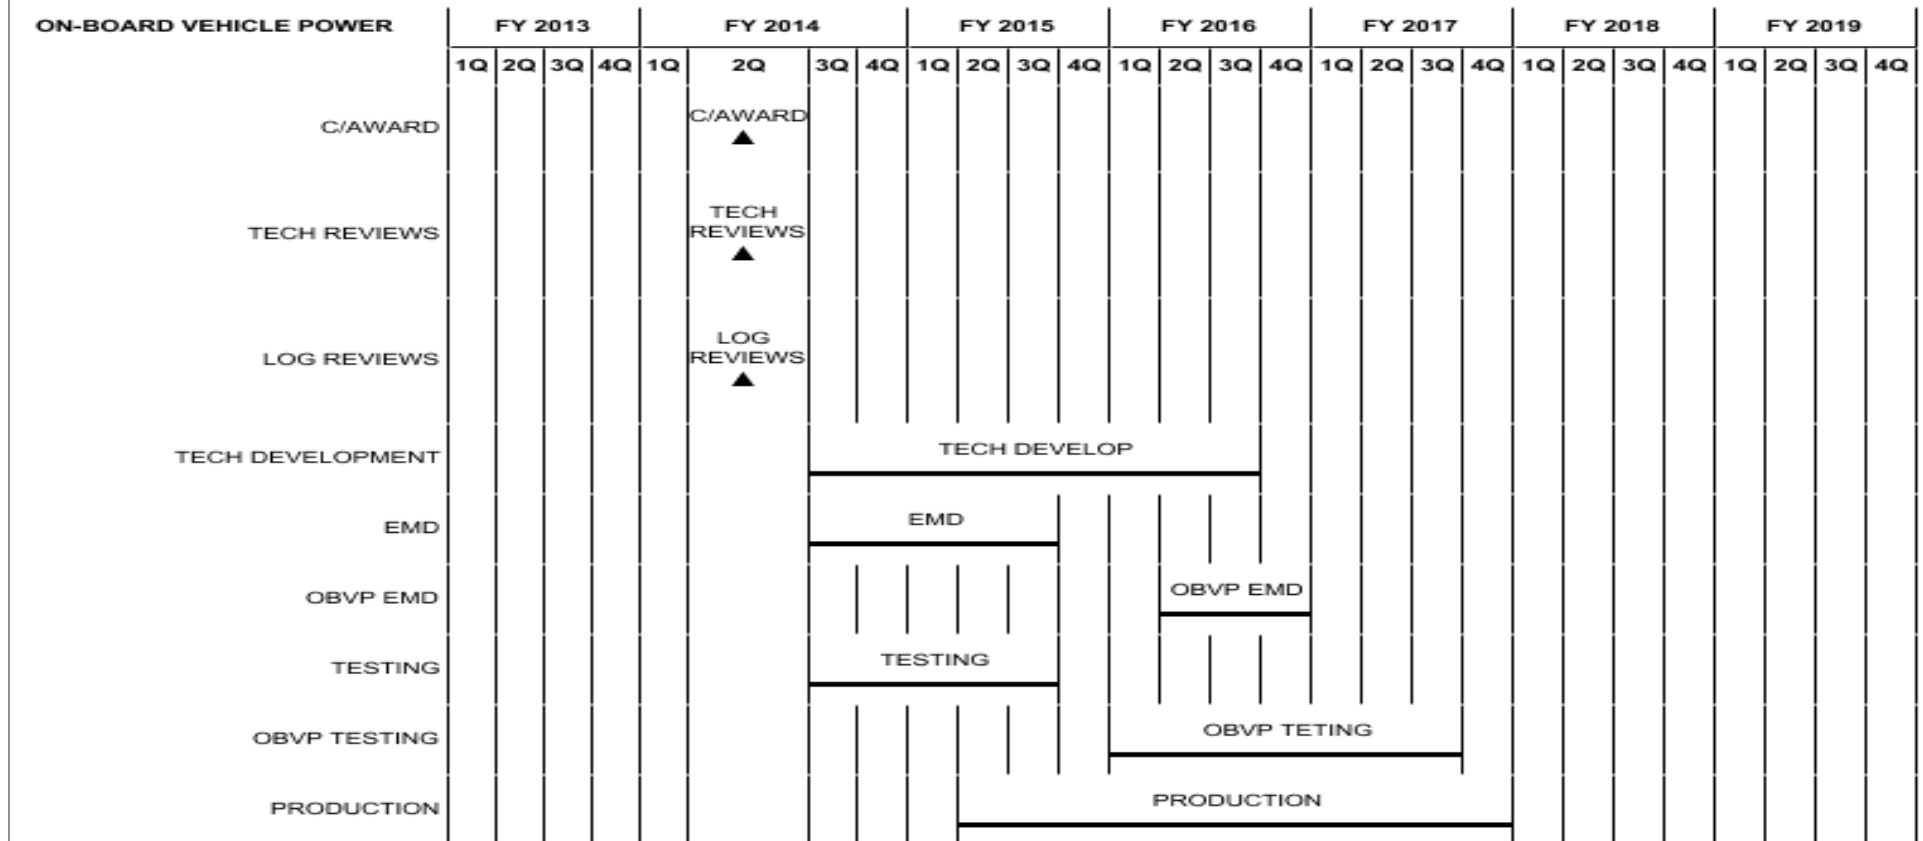 ON-BOARD VEHICLE POWER FY 2013 FY 2014 FY 2015 FY 2016 FY 2017 FY 2018 FY 2019
1Q 2Q 3Q 4Q 1Q 2Q 3Q 4Q 1Q 2Q 3Q 4Q 1Q 2Q 3Q 4Q 1Q 2Q 3Q 4Q 1Q 2Q 3Q 4Q 1Q 2Q 3Q 4Q
C/AWARD
C/AWARD
TECH REVIEWS
TECH
REVIEWS
LOG REVIEWS
LOG
REVIEWS
TECH DEVELOPMENT
TECH DEVELOP
EMD
EMD
OBVP EMD
OBVP EMD
TESTING
TESTING
OBVP TESTING
OBVP TETING
PRODUCTION
PRODUCTION